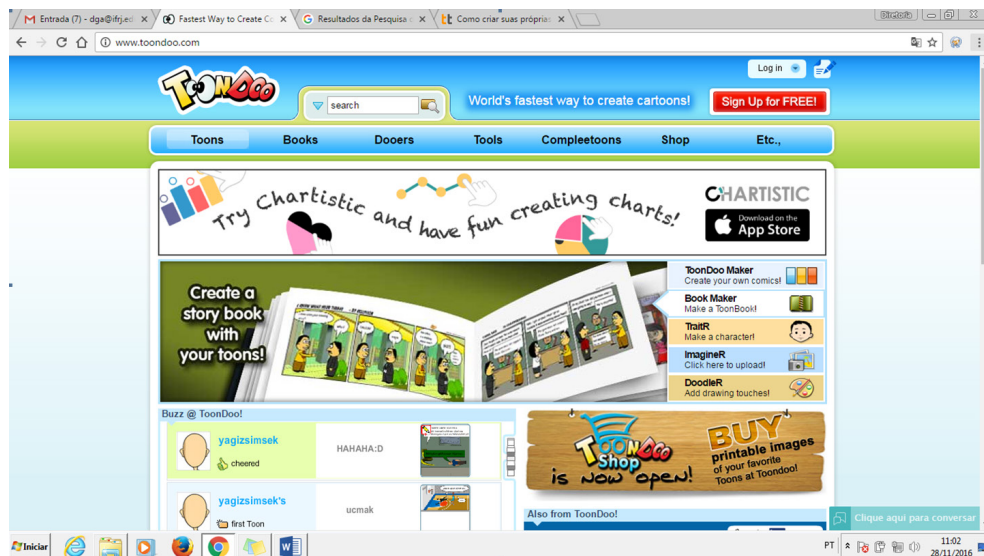 Entrada (7) - dga@ifrj.ed
Fastest Way to Create Co
Resultados da Pesquisa
Como criar suas próprias
Diretoria
www.toondoo.com
TOONDOO
search
World's fastest way to create cartoons!
Log in
Sign Up for FREE!
Toons
Books
Dooers
Tools
Compleetoons
Shop
Etc.,
Try Chartistic and have fun creating charts!
CHARTISTIC
Download on the
App Store
Create a
story book
with
your toons!
ToonDoo Maker
Create your own comics!
Book Maker
Make a ToonBook!
TraitR
Make a character!
ImagineR
Click here to upload!
DoodleR
Add drawing touches!
Buzz @ ToonDoo!
yagizsimsek
cheered
HAHAHA:D
yagizsimsek's
first Toon
ucmak
TOONDOO
Shop
is now open!
BUY
printable images
of your favorite
Toons at Toondoo!
Also from ToonDoo!
Clique aqui para conversar
Iniciar
PT
11:02
28/11/2016